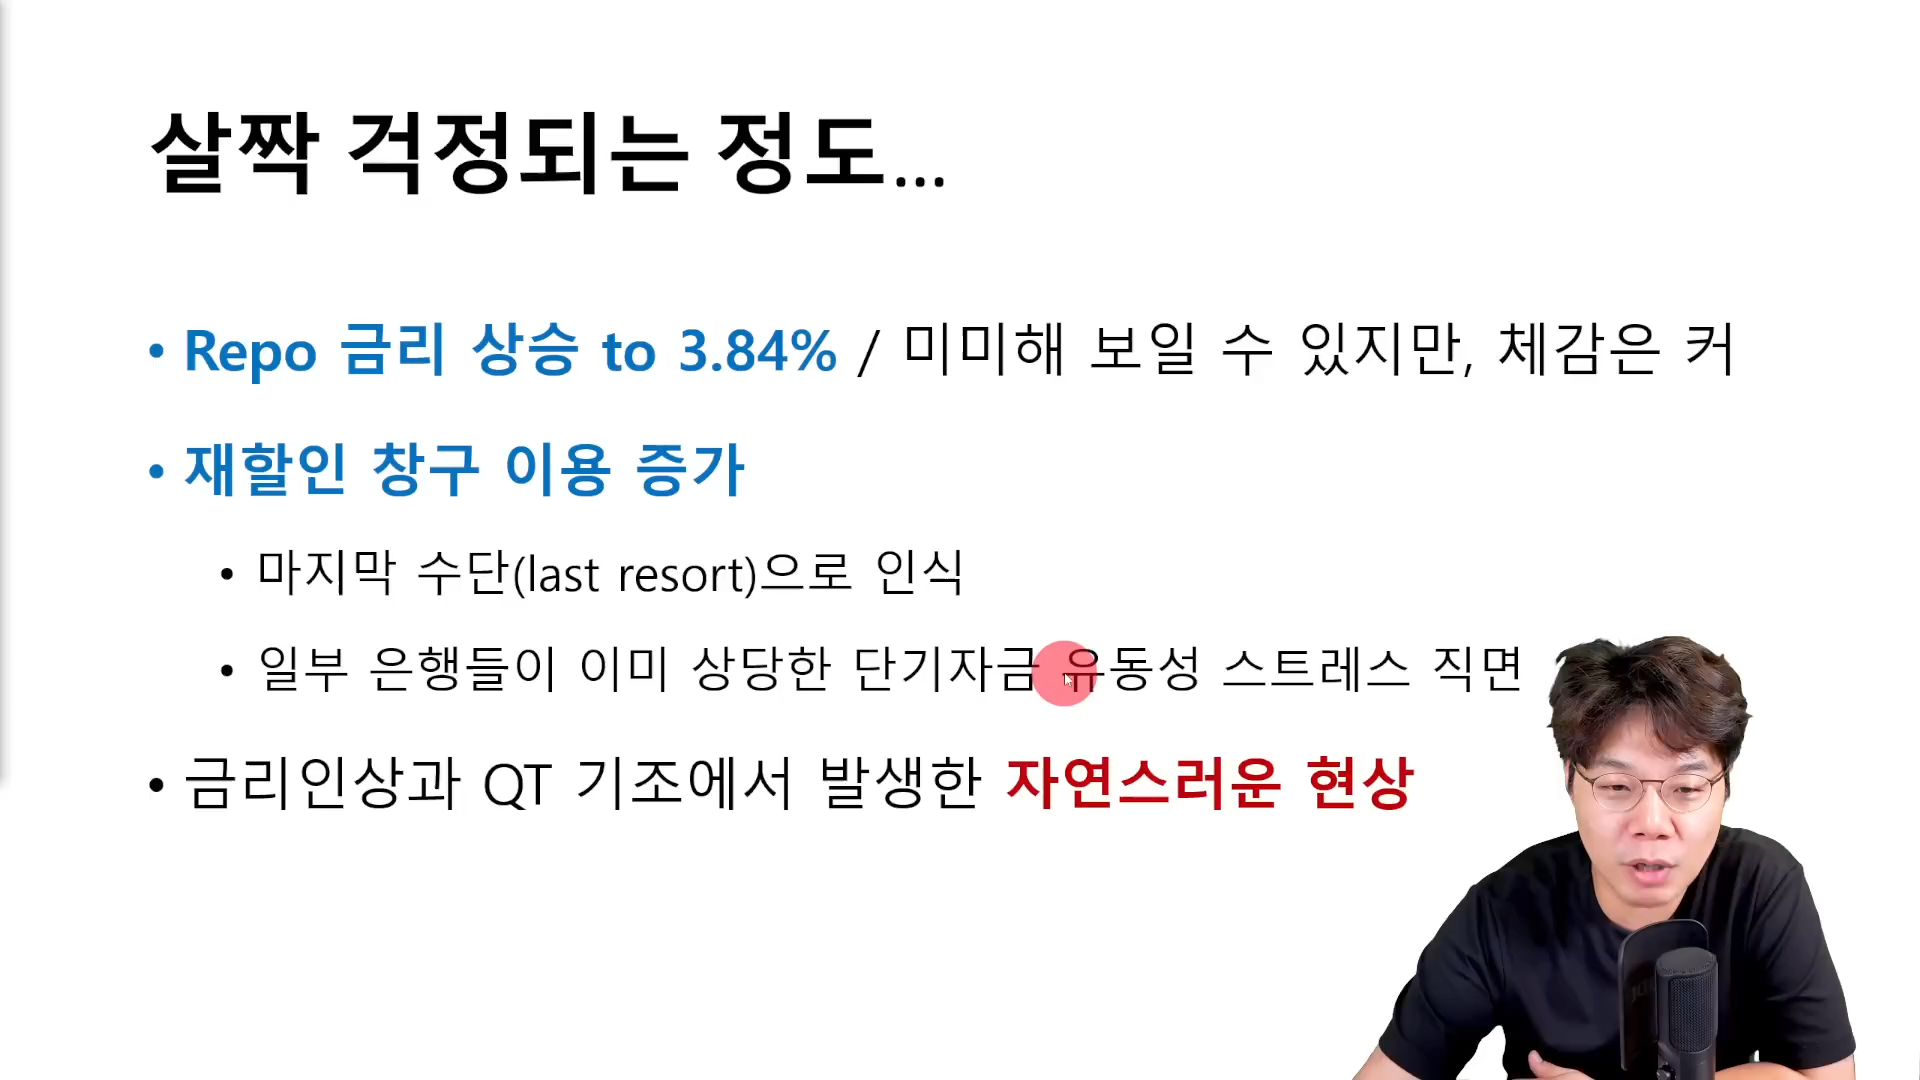 살짝 걱정되는 정도...
• Repo 금리 상승 to 3.84% / 미미해 보일 수 있지만, 체감은 커
• 재할인 창구 이용 증가
• 마지막 수단(last resort)으로 인식
• 일부 은행들이 이미 상당한 단기자금 유동성 스트레스 직면
• 금리인상과 QT 기조에서 발생한 자연스러운 현상